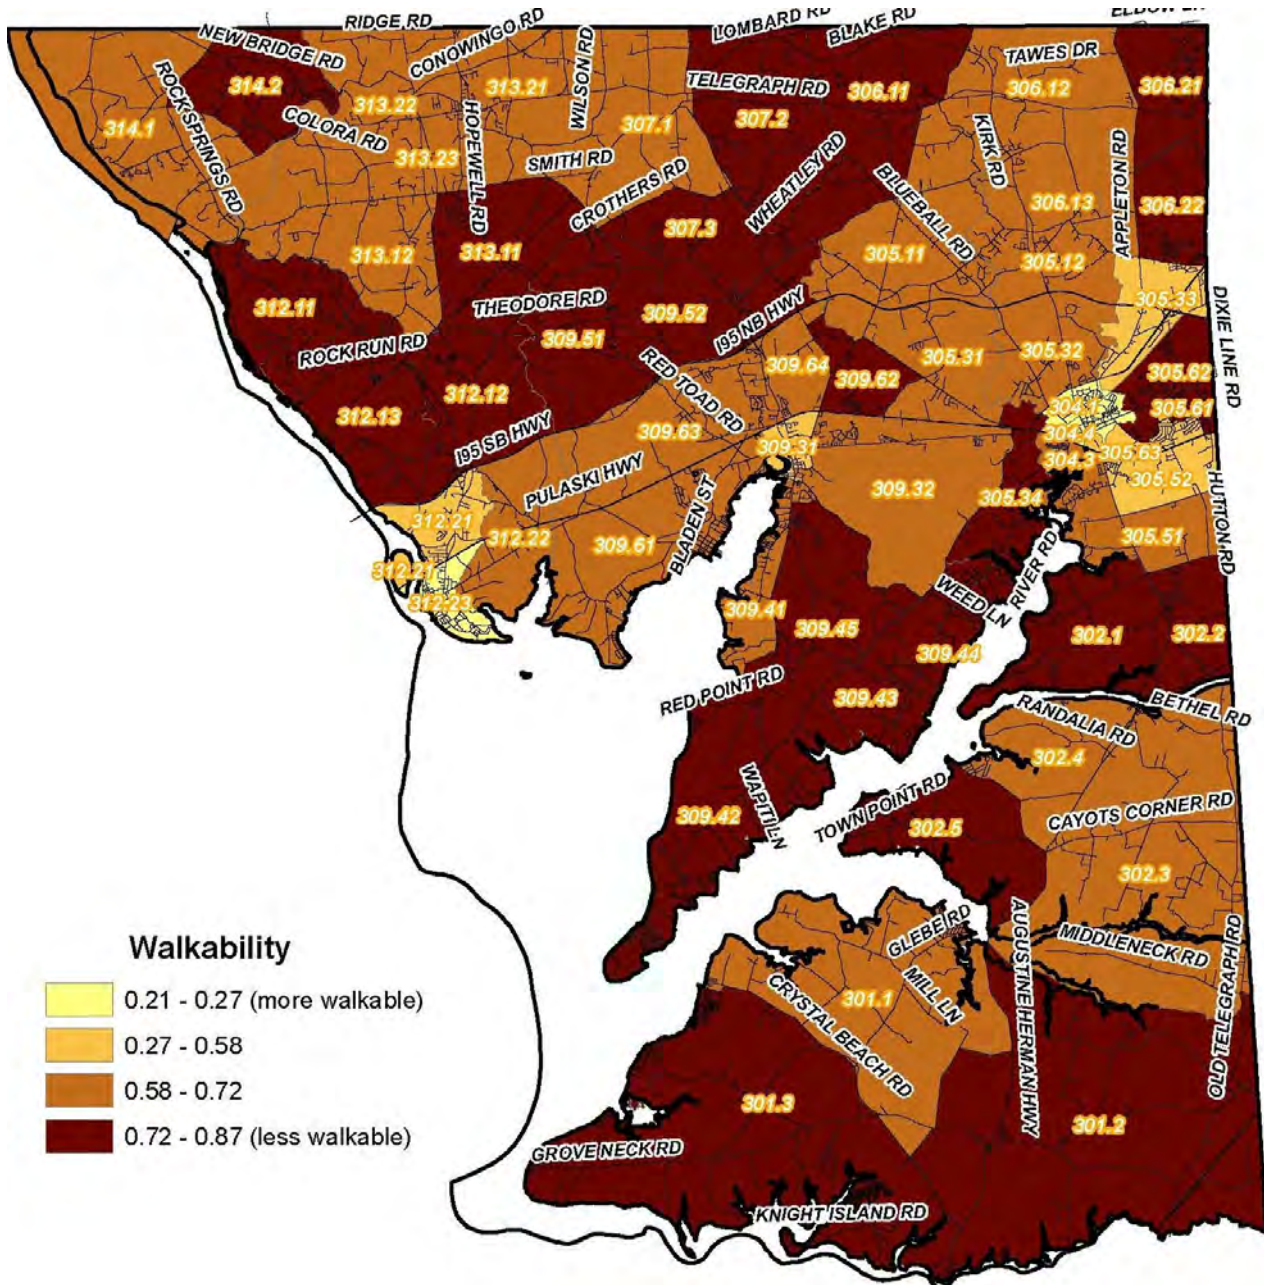 RIDGE RD
LOMBARD RD
BLAKE RD
NEW BRIDGE RD
CONOWINGO RD
WILSON RD
TAWES DR
314.2
313.21
TELEGRAPH RD
306.11
306.12
306.21
ROCK SPRINGS RD
313.22
HOPEWELL RD
307.1
307.2
314.1
COLORA RD
313.23
SMITH RD
WHEATLEY RD
KIRK RD
APPLETON RD
CROTHERS RD
BLUEBALL RD
306.13
306.22
307.3
313.12
313.11
305.11
305.12
312.11
THEODORE RD
309.52
I95 NB HWY
305.33
DIXIE LINE RD
ROCK RUN RD
309.51
RED TOAD RD
309.64
305.31
305.32
309.62
305.62
312.12
312.13
304.1
305.61
I95 SB HWY
309.63
309.31
304.4
305.63
304.3
PULASKI HWY
309.32
305.52
305.34
HUTTON RD
312.21
312.22
309.61
BLADEN ST
305.51
312.21
312.23
WEED LN
RIVER RD
309.41
309.45
302.1
302.2
309.44
RED POINT RD
309.43
RANDALIA RD
BETHEL RD
302.4
WAPITI LN
TOWN POINT RD
309.42
302.5
CAYOTS CORNER RD
302.3
GLEBE RD
AUGUSTINE HERMAN HWY
MIDDLENECK RD
OLD TELEGRAPH RD
MILL LN
301.1
CRYSTAL BEACH RD
301.3
301.2
GROVE NECK RD
KNIGHT ISLAND RD
Walkability
0.21 - 0.27 (more walkable)
0.27 - 0.58
0.58 - 0.72
0.72 - 0.87 (less walkable)